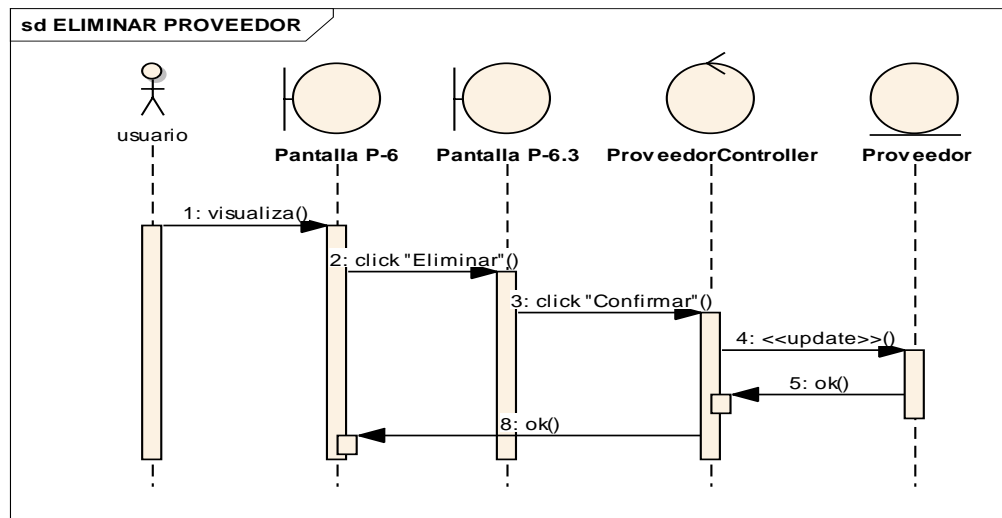 sd ELIMINAR PROVEEDOR
usuario
Pantalla P-6
Pantalla P-6.3
ProveedorController
Proveedor
1: visualiza()
2: click "Eliminar"()
3: click "Confirmar"()
4: <<update>>()
5: ok()
8: ok()